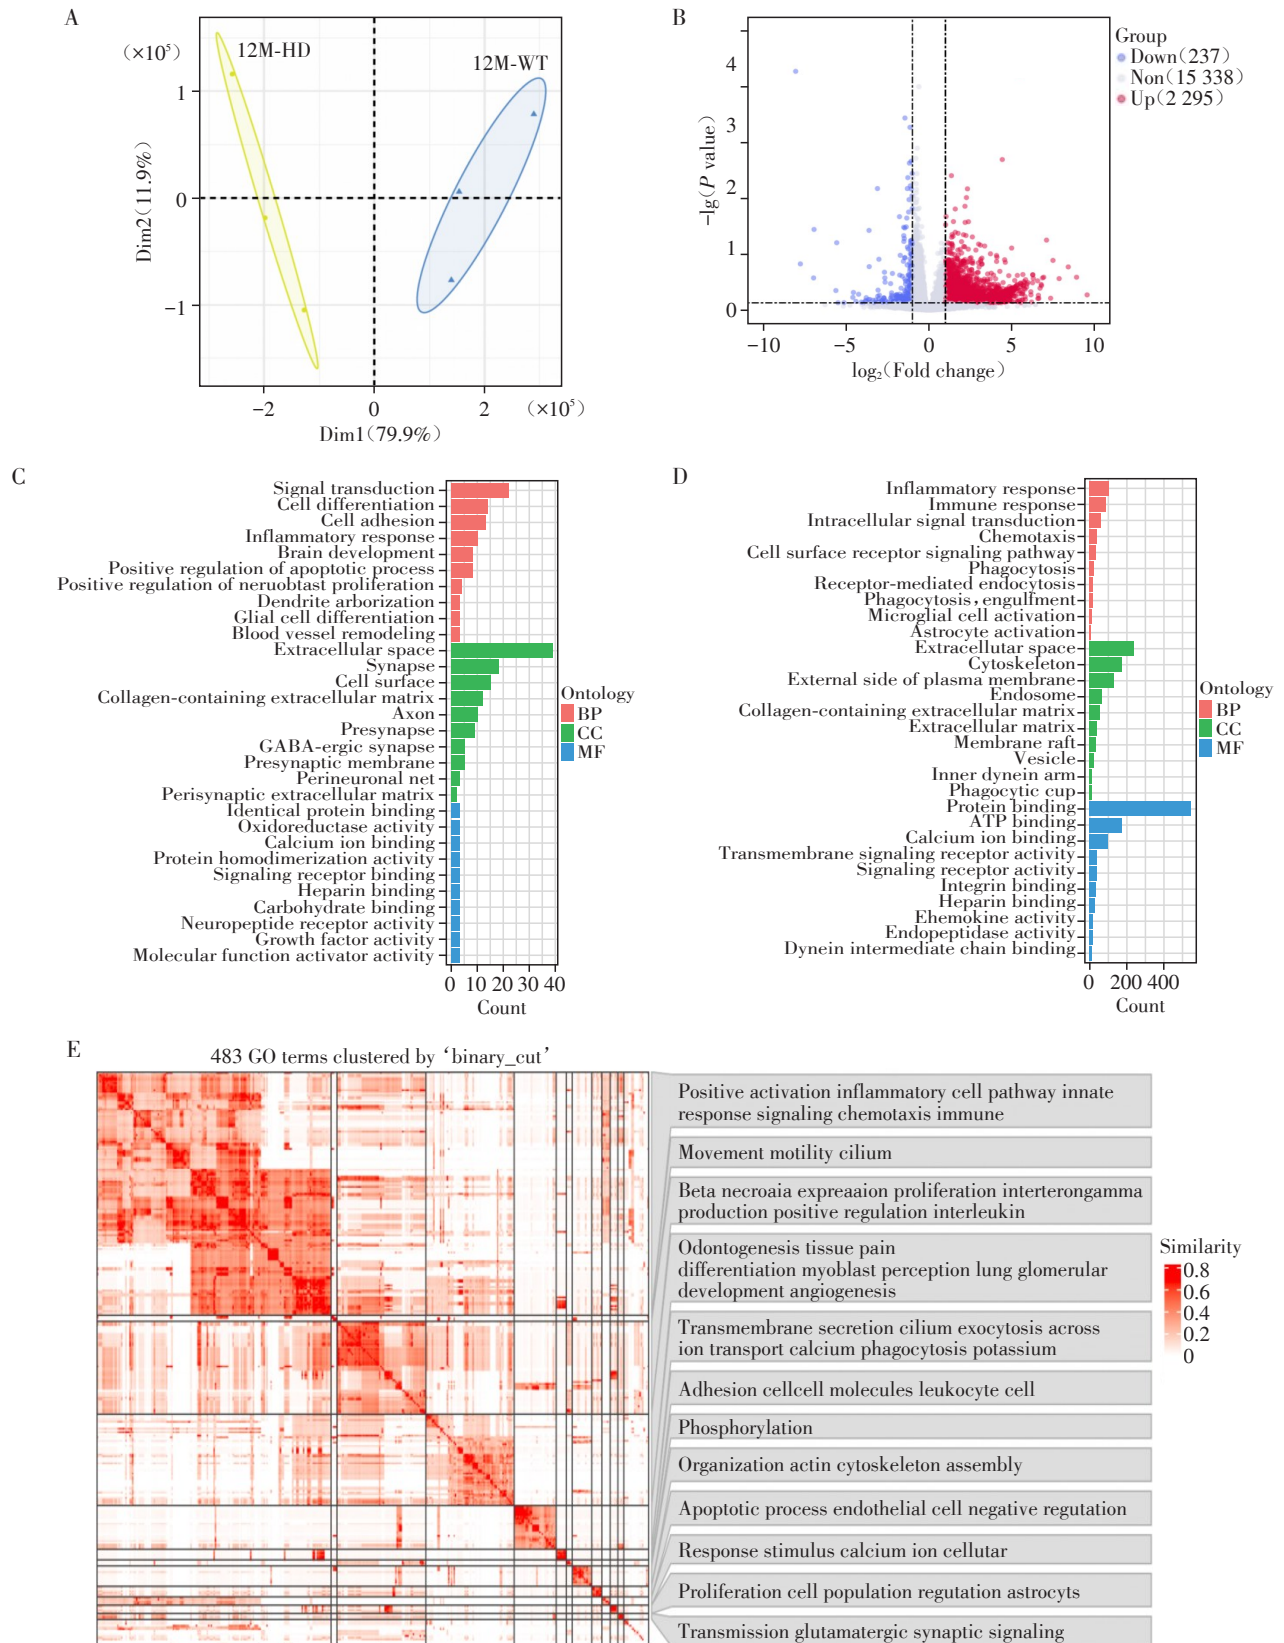 A
(×10⁵)
12M-HD
12M-WT
1
0
−1
Dim2(11.9%)
−2
0
2
(×10⁵)
Dim1(79.9%)
B
4
3
2
1
0
−lg(P value)
−10
−5
0
5
10
log₂(Fold change)
Group
Down(237)
Non(15 338)
Up(2 295)
C
Signal transduction
Cell differentiation
Cell adhesion
Inflammatory response
Brain development
Positive regulation of apoptotic process
Positive regulation of neruoblast proliferation
Dendrite arborization
Glial cell differentiation
Blood vessel remodeling
Extracellular space
Synapse
Cell surface
Collagen-containing extracellular matrix
Axon
Presynapse
GABA-ergic synapse
Presynaptic membrane
Perineuronal net
Perisynaptic extracellular matrix
Identical protein binding
Oxidoreductase activity
Calcium ion binding
Protein homodimerization activity
Signaling receptor binding
Heparin binding
Carbohydrate binding
Neuropeptide receptor activity
Growth factor activity
Molecular function activator activity
0 10 20 30 40
Count
Ontology
BP
CC
MF
D
Inflammatory response
Immune response
Intracellular signal transduction
Chemotaxis
Cell surface receptor signaling pathway
Phagocytosis
Receptor-mediated endocytosis
Phagocytosis, engulfment
Microglial cell activation
Astrocyte activation
Extracellutar space
Cytoskeleton
External side of plasma membrane
Endosome
Collagen-containing extracellular matrix
Extracellular matrix
Membrane raft
Vesicle
Inner dynein arm
Phagocytic cup
Protein binding
ATP binding
Calcium ion binding
Transmembrane signaling receptor activity
Signaling receptor activity
Integrin binding
Heparin binding
Ehemokine activity
Endopeptidase activity
Dynein intermediate chain binding
0 200 400
Count
Ontology
BP
CC
MF
E
483 GO terms clustered by ‘binary_cut’
Positive activation inflammatory cell pathway innate
response signaling chemotaxis immune
Movement motility cilium
Beta necroaia expreaaion proliferation interterongamma
production positive regulation interleukin
Odontogenesis tissue pain
differentiation myoblast perception lung glomerular
development angiogenesis
Transmembrane secretion cilium exocytosis across
ion transport calcium phagocytosis potassium
Adhesion cellcell molecules leukocyte cell
Phosphorylation
Organization actin cytoskeleton assembly
Apoptotic process endothelial cell negative regutation
Response stimulus calcium ion cellutar
Proliferation cell population regutation astrocyts
Transmission glutamatergic synaptic signaling
Similarity
0.8
0.6
0.4
0.2
0